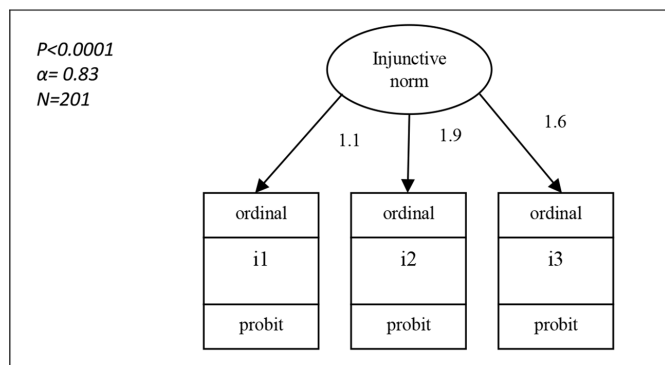 P<0.0001
α= 0.83
N=201
Injunctive
norm
1.1
1.9
1.6
ordinal
ordinal
ordinal
i1
i2
i3
probit
probit
probit